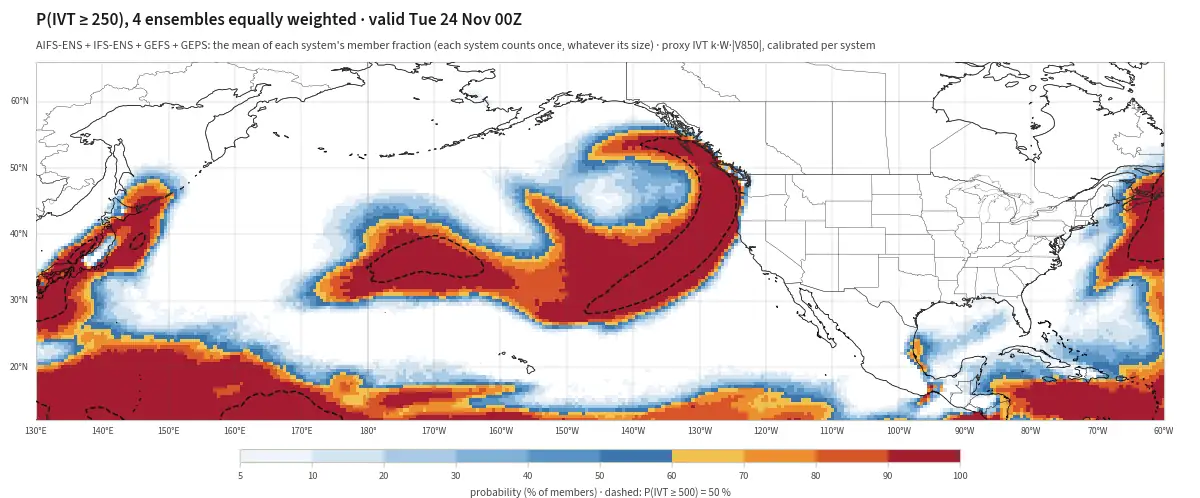 P(IVT ≥ 250), 4 ensembles equally weighted · valid Tue 24 Nov 00Z
AIFS-ENS + IFS-ENS + GEFS + GEPS: the mean of each system's member fraction (each system counts once, whatever its size) · proxy IVT k·W·|V850|, calibrated per system
60°N
50°N
40°N
30°N
20°N
130°E 140°E 150°E 160°E 170°E 180° 170°W 160°W 150°W 140°W 130°W 120°W 110°W 100°W 90°W 80°W 70°W 60°W
5 10 20 30 40 50 60 70 80 90 100
probability (% of members) · dashed: P(IVT ≥ 500) = 50 %